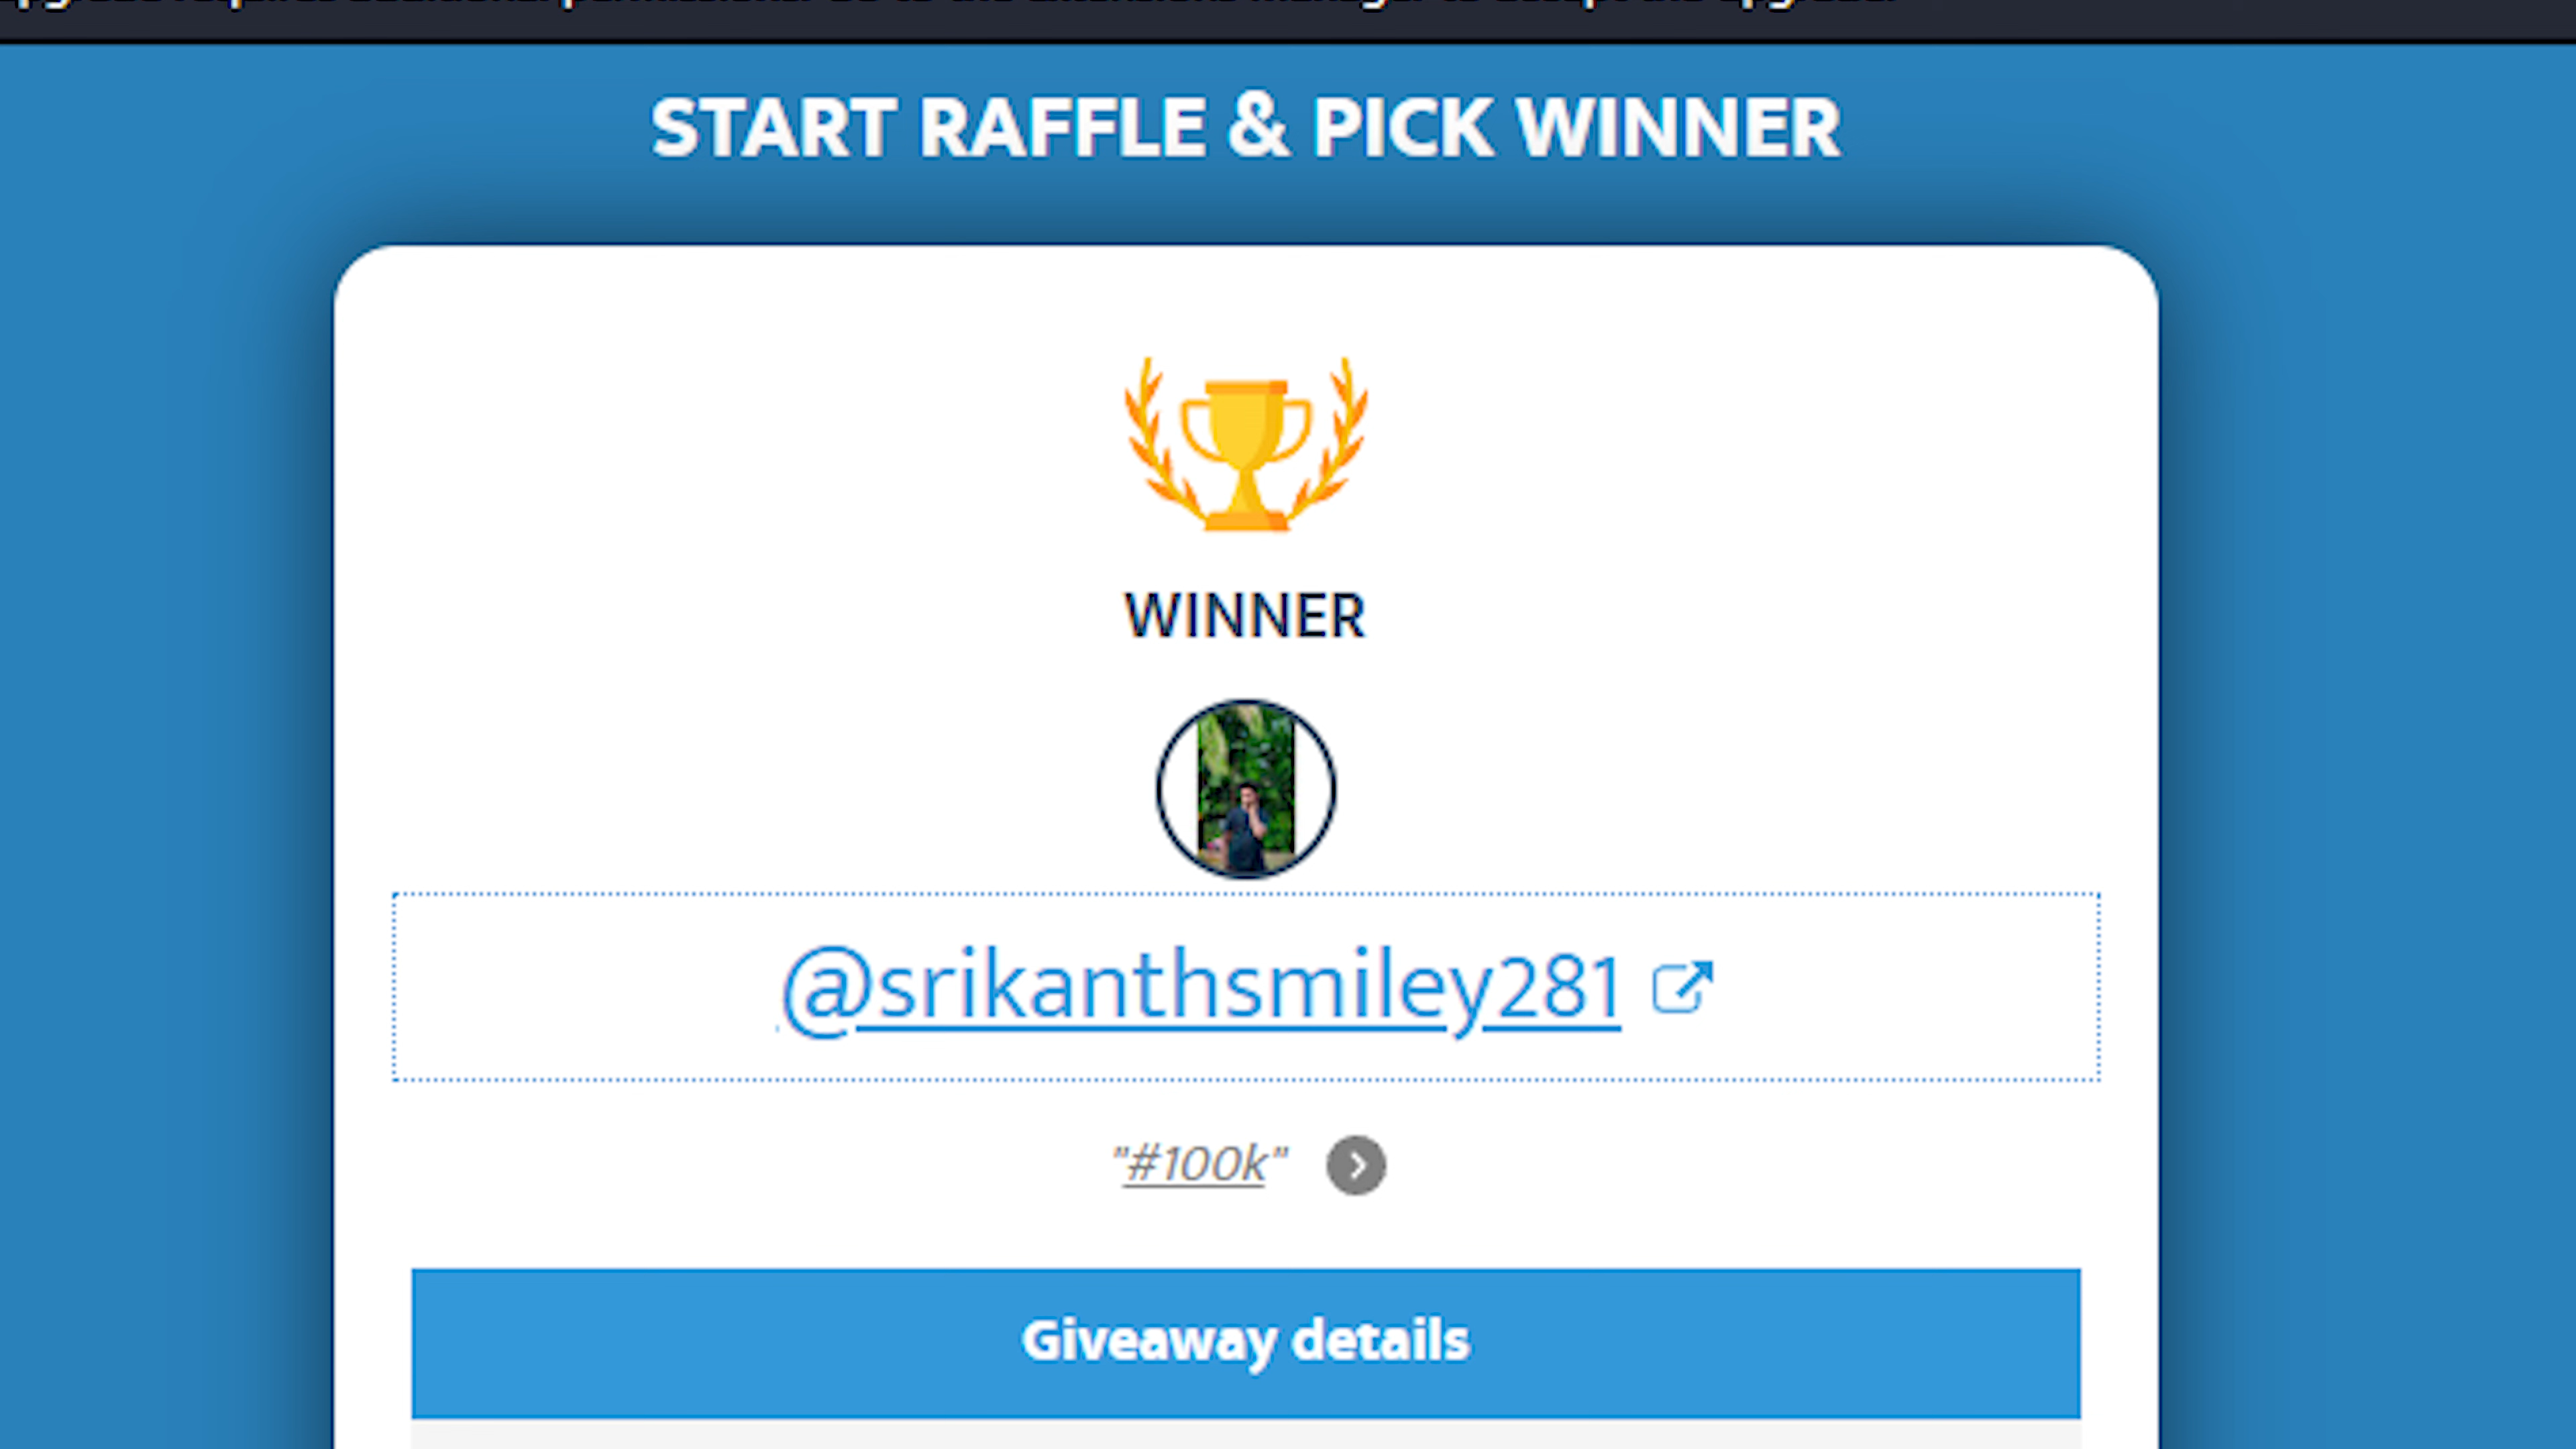 START RAFFLE & PICK WINNER
WINNER
@srikanthsmiley281
"#100k"
Giveaway details